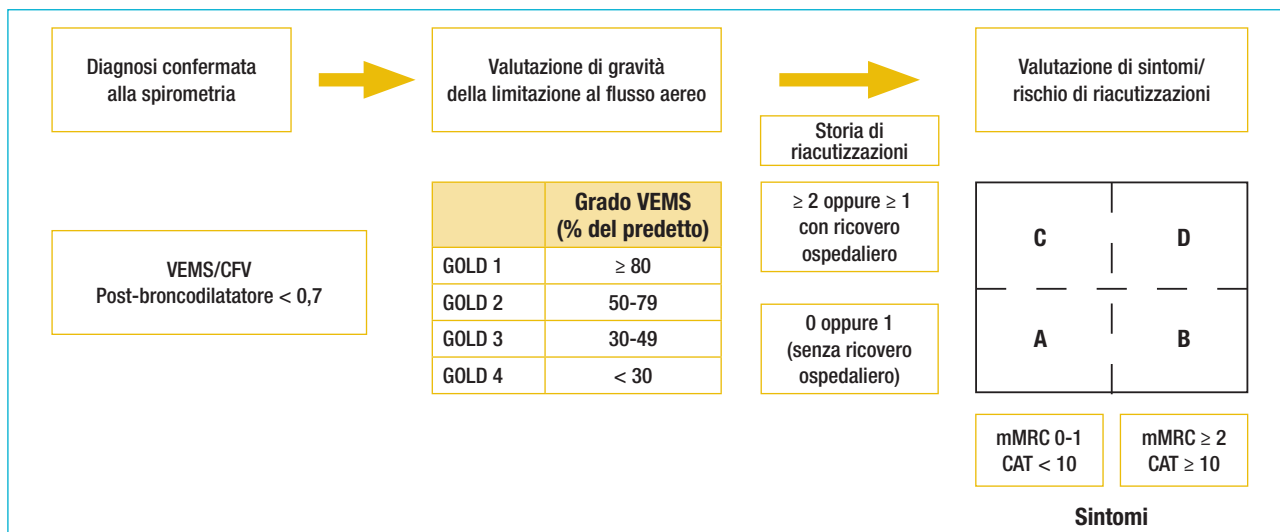 Diagnosi confermata
alla spirometria
Valutazione di gravità
della limitazione al flusso aereo
Valutazione di sintomi/
rischio di riacutizzazioni
Storia di
riacutizzazioni
VEMS/CFV
Post-broncodilatatore < 0,7
Grado VEMS
(% del predetto)
GOLD 1 ≥ 80
GOLD 2 50-79
GOLD 3 30-49
GOLD 4 < 30
≥ 2 oppure ≥ 1
con ricovero
ospedaliero
0 oppure 1
(senza ricovero
ospedaliero)
C D
A B
mMRC 0-1
CAT < 10
mMRC ≥ 2
CAT ≥ 10
Sintomi